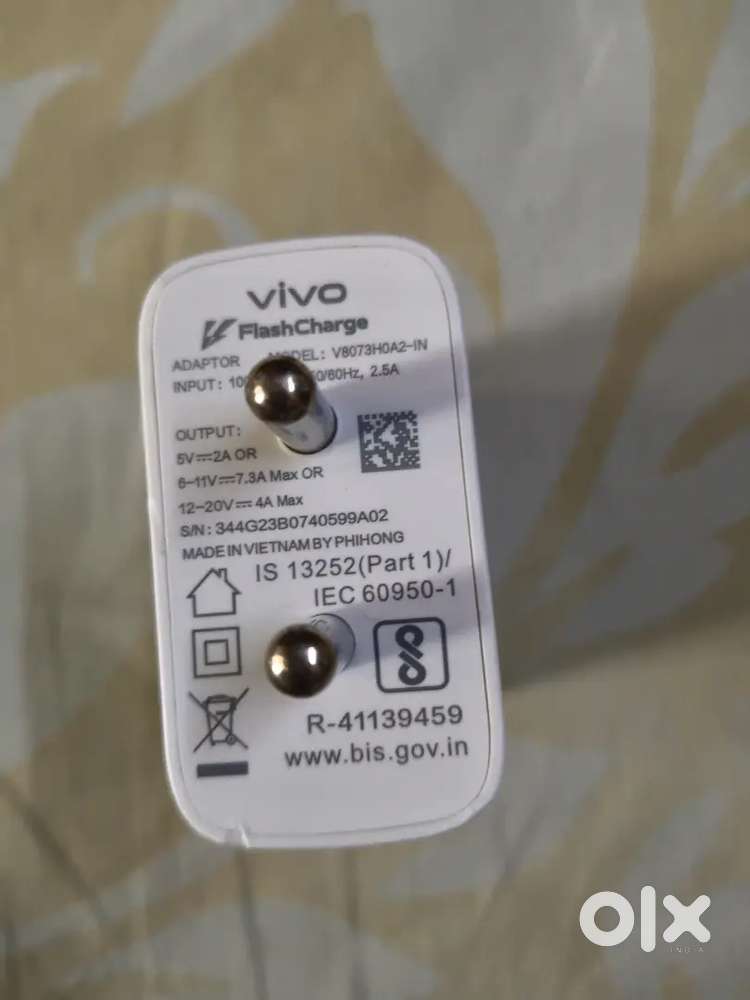 vivo
FlashCharge
ADAPTOR MODEL: V8073H0A2-IN
INPUT: 50/60Hz, 2.5A
OUTPUT:
5V⎓2A OR
6-11V⎓7.3A Max OR
12-20V⎓4A Max
S/N: 344G23B0740599A02
MADE IN VIETNAM BY PHIHONG
IS 13252(Part 1)/
IEC 60950-1
R-41139459
www.bis.gov.in
olx
INDIA